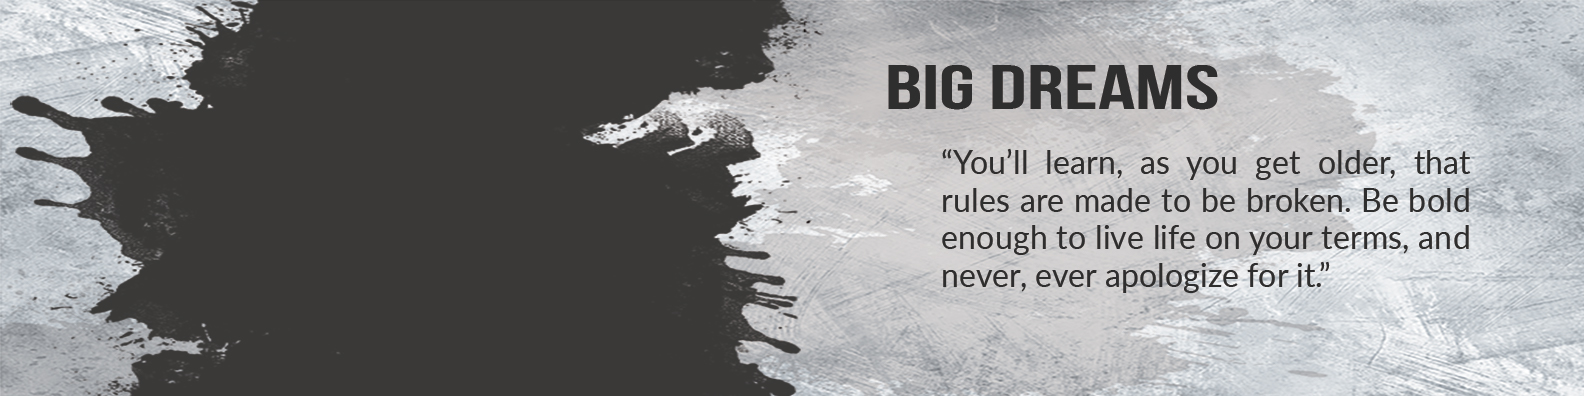 BIG DREAMS
“You’ll learn, as you get older, that
rules are made to be broken. Be bold
enough to live life on your terms, and
never, ever apologize for it.”